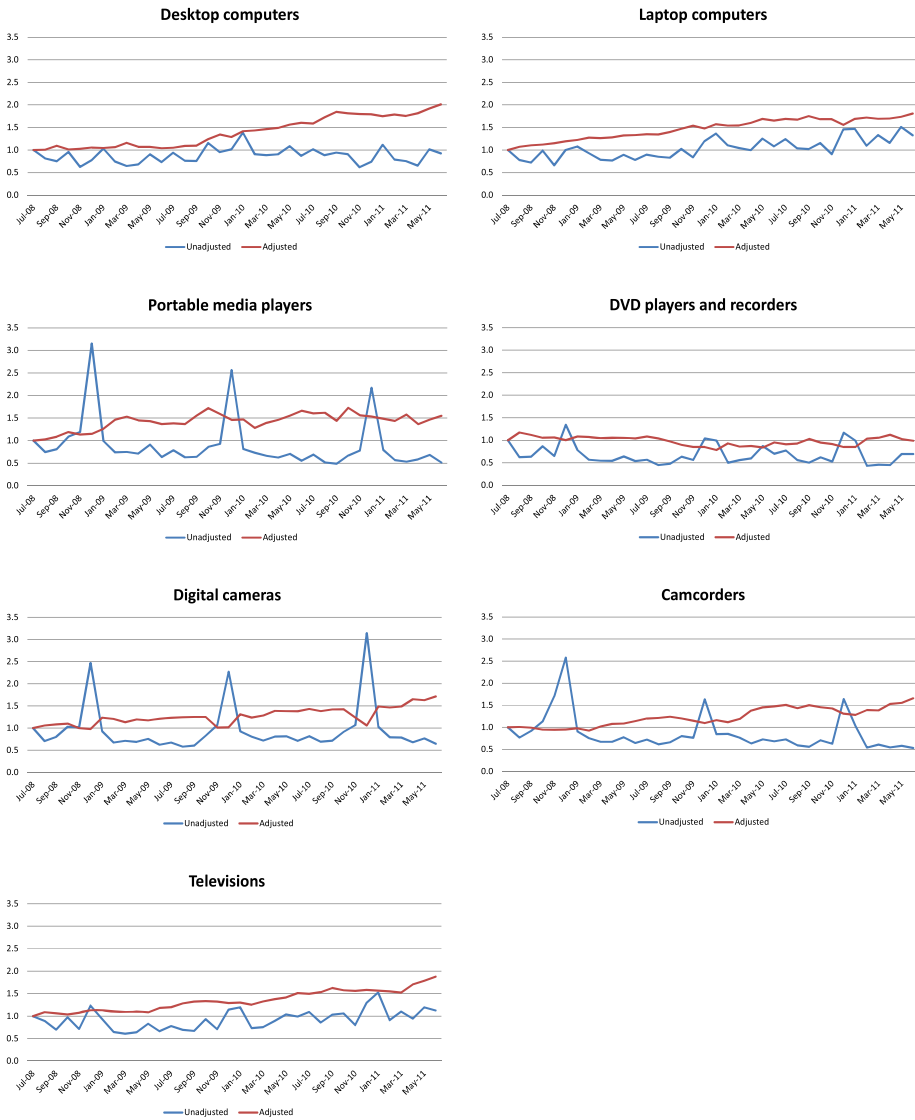 Desktop computers
3.5
3.0
2.5
2.0
1.5
1.0
0.5
0.0
Jul-08 Sep-08 Nov-08 Jan-09 Mar-09 May-09 Jul-09 Sep-09 Nov-09 Jan-10 Mar-10 May-10 Jul-10 Sep-10 Nov-10 Jan-11 Mar-11 May-11
Unadjusted Adjusted
Laptop computers
3.5
3.0
2.5
2.0
1.5
1.0
0.5
0.0
Jul-08 Sep-08 Nov-08 Jan-09 Mar-09 May-09 Jul-09 Sep-09 Nov-09 Jan-10 Mar-10 May-10 Jul-10 Sep-10 Nov-10 Jan-11 Mar-11 May-11
Unadjusted Adjusted
Portable media players
3.5
3.0
2.5
2.0
1.5
1.0
0.5
0.0
Jul-08 Sep-08 Nov-08 Jan-09 Mar-09 May-09 Jul-09 Sep-09 Nov-09 Jan-10 Mar-10 May-10 Jul-10 Sep-10 Nov-10 Jan-11 Mar-11 May-11
Unadjusted Adjusted
DVD players and recorders
3.5
3.0
2.5
2.0
1.5
1.0
0.5
0.0
Jul-08 Sep-08 Nov-08 Jan-09 Mar-09 May-09 Jul-09 Sep-09 Nov-09 Jan-10 Mar-10 May-10 Jul-10 Sep-10 Nov-10 Jan-11 Mar-11 May-11
Unadjusted Adjusted
Digital cameras
3.5
3.0
2.5
2.0
1.5
1.0
0.5
0.0
Jul-08 Sep-08 Nov-08 Jan-09 Mar-09 May-09 Jul-09 Sep-09 Nov-09 Jan-10 Mar-10 May-10 Jul-10 Sep-10 Nov-10 Jan-11 Mar-11 May-11
Unadjusted Adjusted
Camcorders
3.5
3.0
2.5
2.0
1.5
1.0
0.5
0.0
Jul-08 Sep-08 Nov-08 Jan-09 Mar-09 May-09 Jul-09 Sep-09 Nov-09 Jan-10 Mar-10 May-10 Jul-10 Sep-10 Nov-10 Jan-11 Mar-11 May-11
Unadjusted Adjusted
Televisions
3.5
3.0
2.5
2.0
1.5
1.0
0.5
0.0
Jul-08 Sep-08 Nov-08 Jan-09 Mar-09 May-09 Jul-09 Sep-09 Nov-09 Jan-10 Mar-10 May-10 Jul-10 Sep-10 Nov-10 Jan-11 Mar-11 May-11
Unadjusted Adjusted